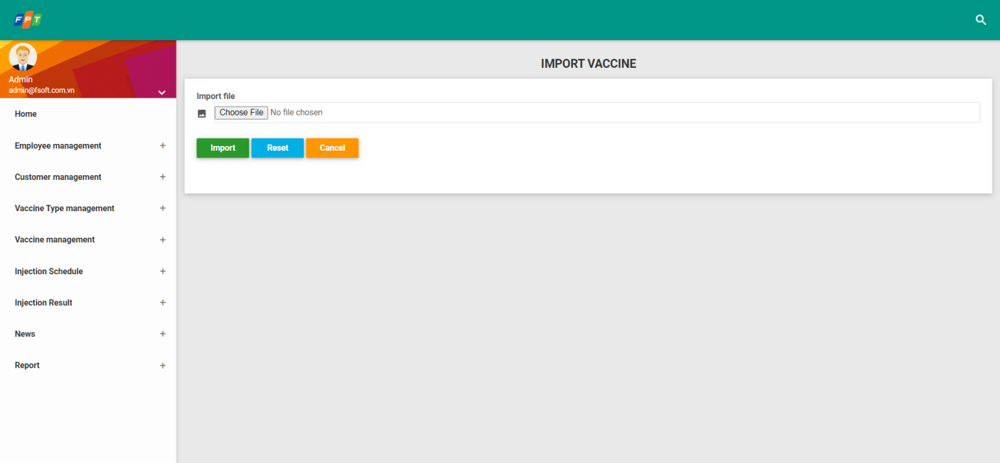 FPT
Admin
admin@fsoft.com.vn
Home
Employee management +
Customer management +
Vaccine Type management +
Vaccine management +
Injection Schedule +
Injection Result +
News +
Report +
IMPORT VACCINE
Import file
Choose File No file chosen
Import Reset Cancel